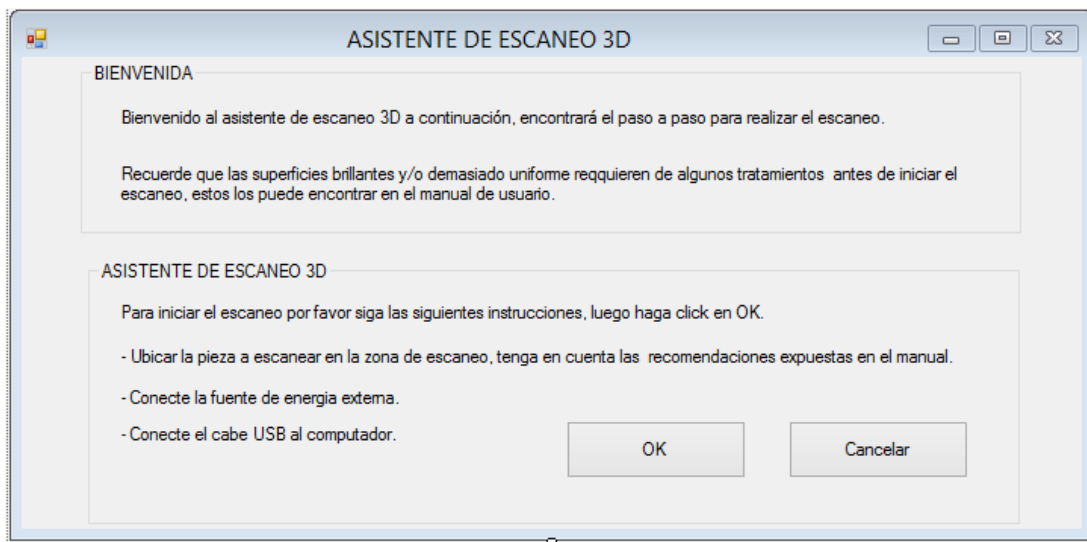 ASISTENTE DE ESCANEO 3D
BIENVENIDA
Bienvenido al asistente de escaneo 3D a continuación, encontrará el paso a paso para realizar el escaneo.
Recuerde que las superficies brillantes y/o demasiado uniforme reqquieren de algunos tratamientos antes de iniciar el
escaneo, estos los puede encontrar en el manual de usuario.
ASISTENTE DE ESCANEO 3D
Para iniciar el escaneo por favor siga las siguientes instrucciones, luego haga click en OK.
- Ubicar la pieza a escanear en la zona de escaneo, tenga en cuenta las recomendaciones expuestas en el manual.
- Conecte la fuente de energia externa.
- Conecte el cabe USB al computador.
OK
Cancelar